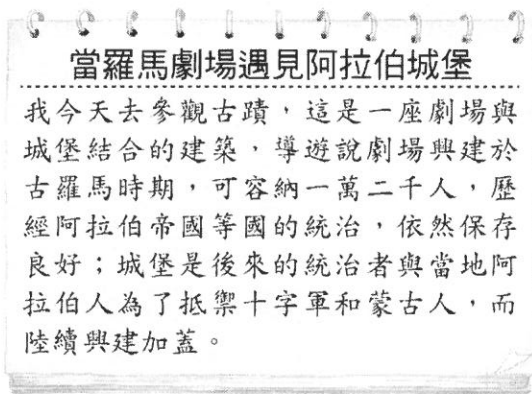 當羅馬劇場遇見阿拉伯城堡
我今天去參觀古蹟，這是一座劇場與
城堡結合的建築，導遊說劇場興建於
古羅馬時期，可容納一萬二千人，歷
經阿拉伯帝國等國的統治，依然保存
良好；城堡是後來的統治者與當地阿
拉伯人為了抵禦十字軍和蒙古人，而
陸續興建加蓋。